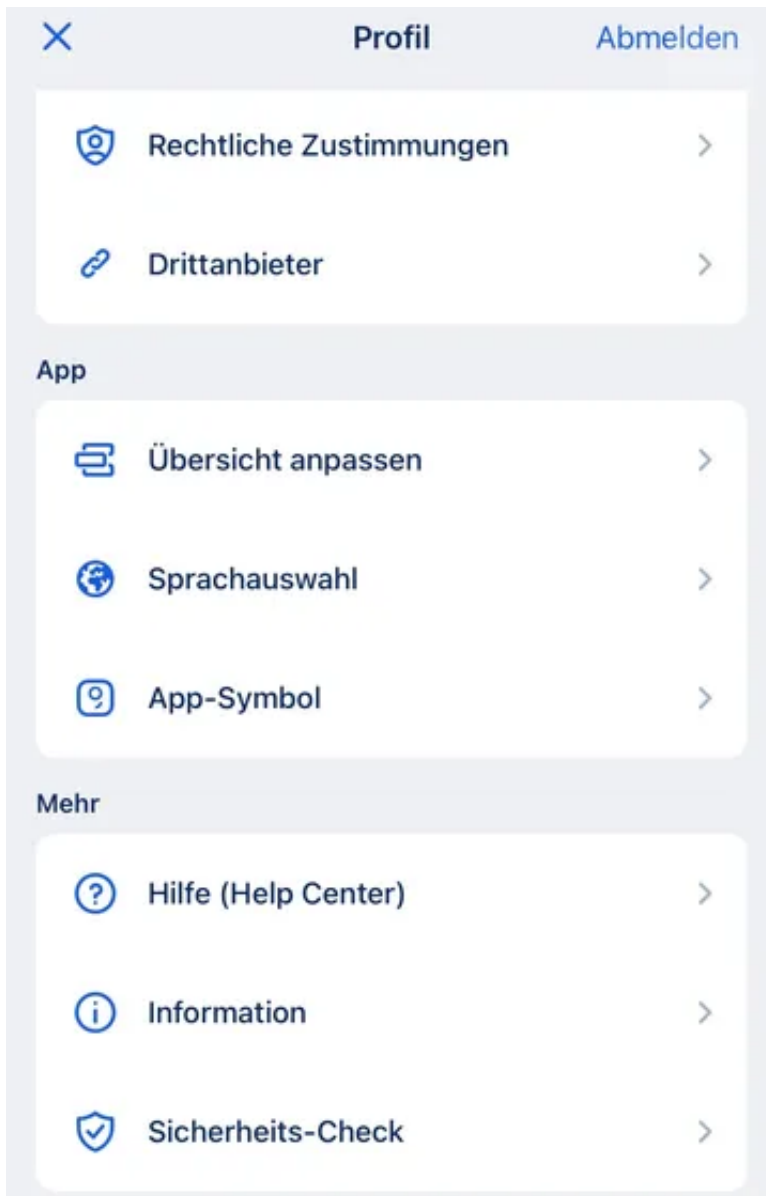 Profil
Abmelden
Rechtliche Zustimmungen
Drittanbieter
App
Übersicht anpassen
Sprachauswahl
App-Symbol
Mehr
Hilfe (Help Center)
Information
Sicherheits-Check